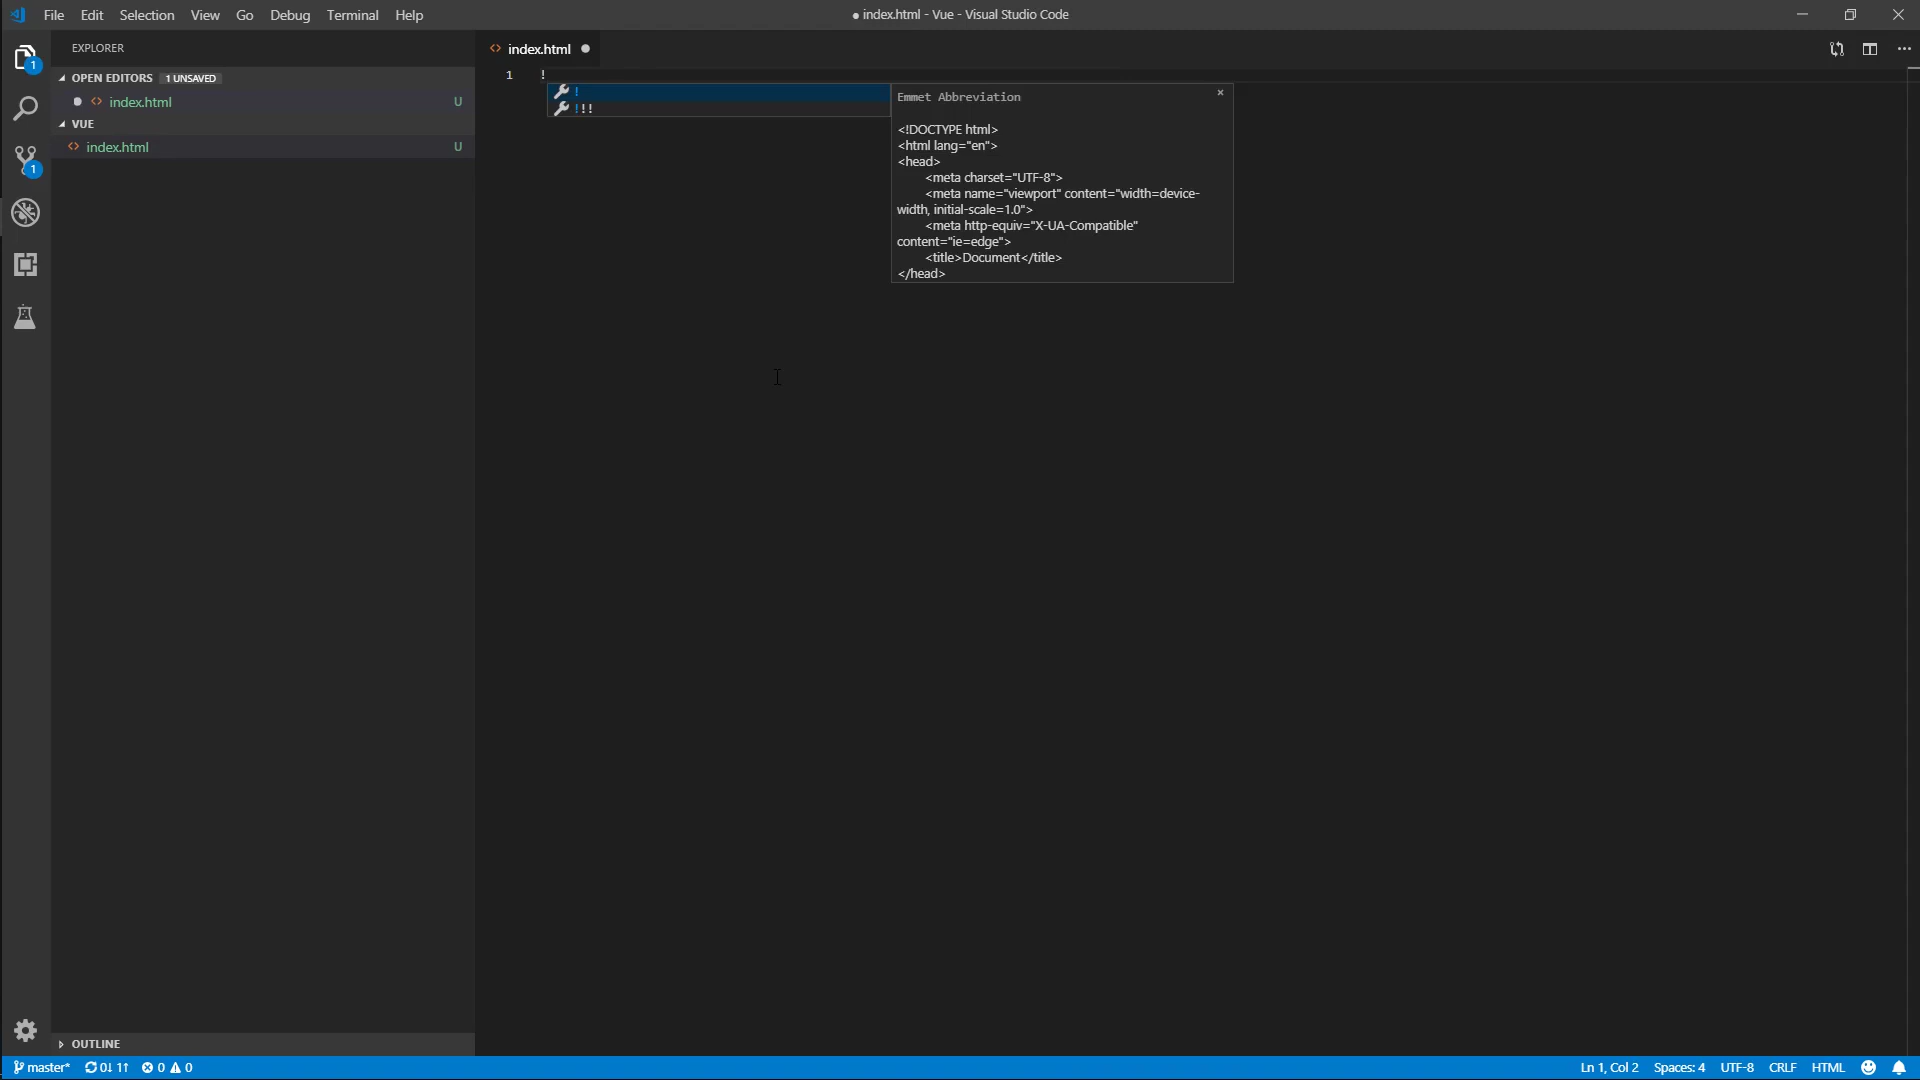 File Edit Selection View Go Debug Terminal Help
● index.html - Vue - Visual Studio Code
EXPLORER
OPEN EDITORS 1 UNSAVED
index.html U
VUE
index.html U
OUTLINE
1
1
index.html
1 !
!
!!!
Emmet Abbreviation
<!DOCTYPE html>
<html lang="en">
<head>
<meta charset="UTF-8">
<meta name="viewport" content="width=device-
width, initial-scale=1.0">
<meta http-equiv="X-UA-Compatible"
content="ie=edge">
<title>Document</title>
</head>
master* 0↓ 1↑ 0 0
Ln 1, Col 2 Spaces: 4 UTF-8 CRLF HTML